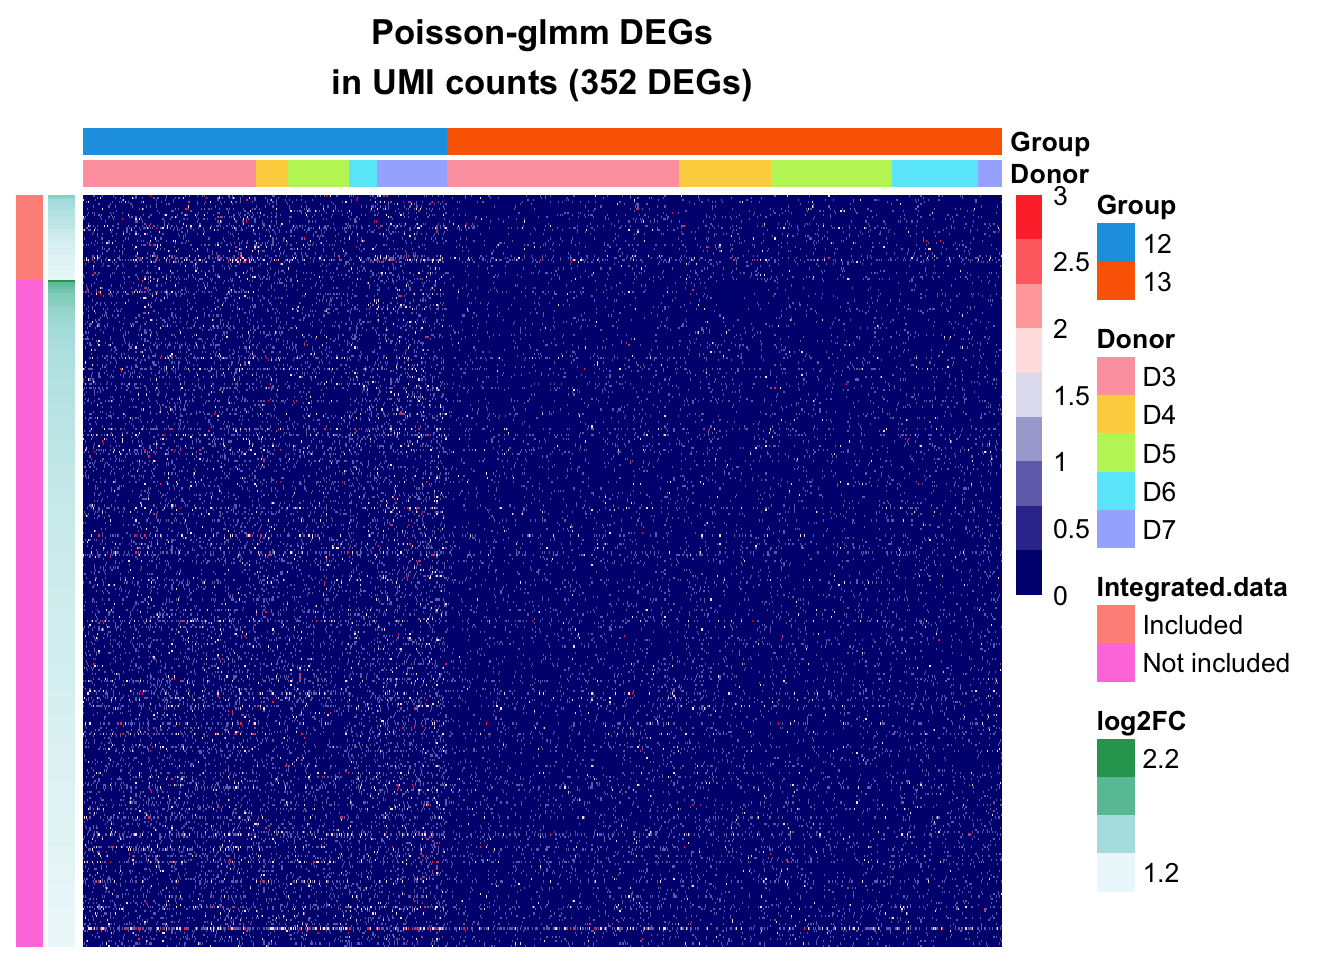 Poisson-glmm DEGs
in UMI counts (352 DEGs)
Group
Donor
3
2.5
2
1.5
1
0.5
0
Group
12
13
Donor
D3
D4
D5
D6
D7
Integrated.data
Included
Not included
log2FC
2.2
1.2